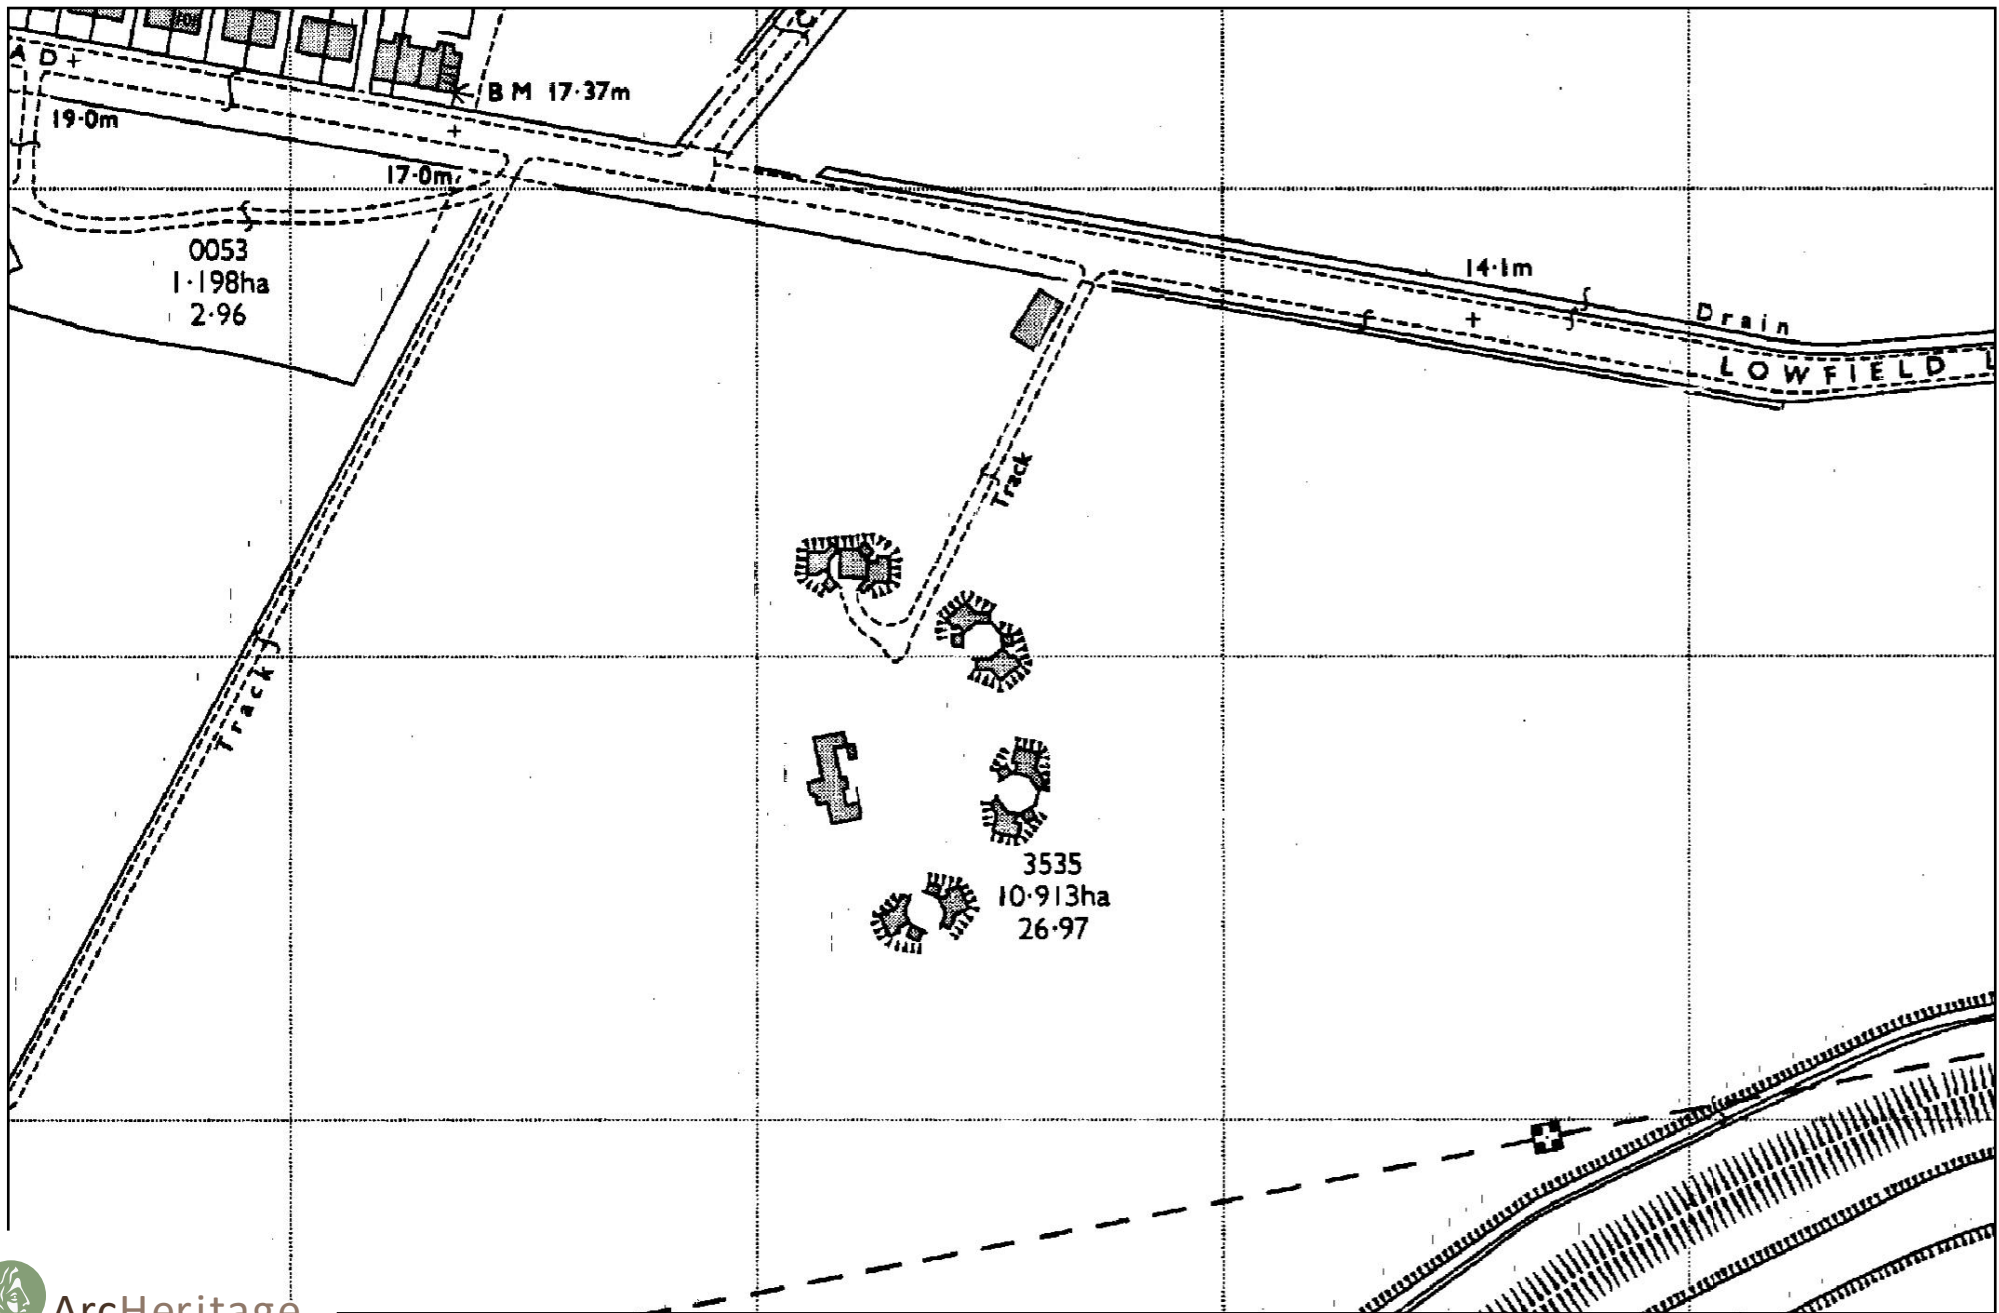 A D
BM 17·37m
19·0m
17·0m
0053
1·198ha
2·96
14·1m
Drain
LOWFIELD L
Track
Track
3535
10·913ha
26·97
ArcHeritage